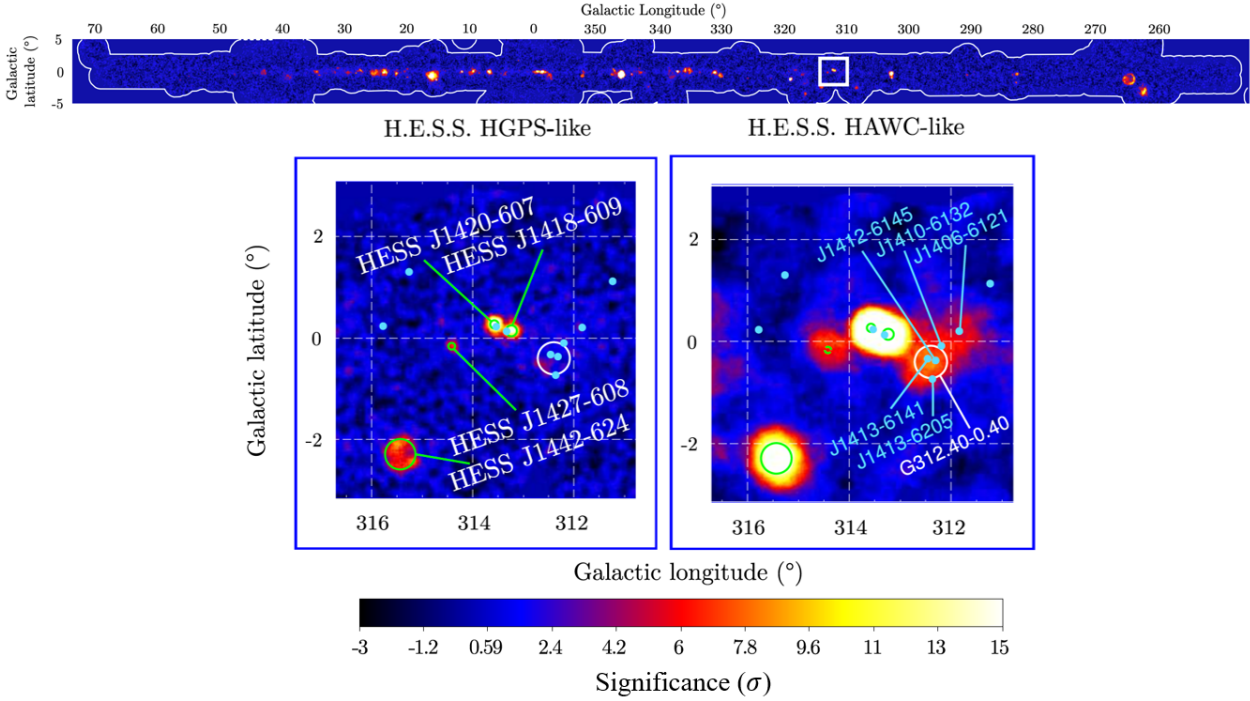 Galactic Longitude (°)
70 60 50 40 30 20 10 0 350 340 330 320 310 300 290 280 270 260
Galactic
latitude (°)
5
0
-5
H.E.S.S. HGPS-like
H.E.S.S. HAWC-like
Galactic latitude (°)
2
0
-2
HESS J1420-607
HESS J1418-609
HESS J1427-608
HESS J1442-624
316 314 312
2
0
-2
J1412-6145
J1410-6132
J1406-6121
J1413-6141
J1413-6205
G312.40-0.40
316 314 312
Galactic longitude (°)
-3 -1.2 0.59 2.4 4.2 6 7.8 9.6 11 13 15
Significance (σ)